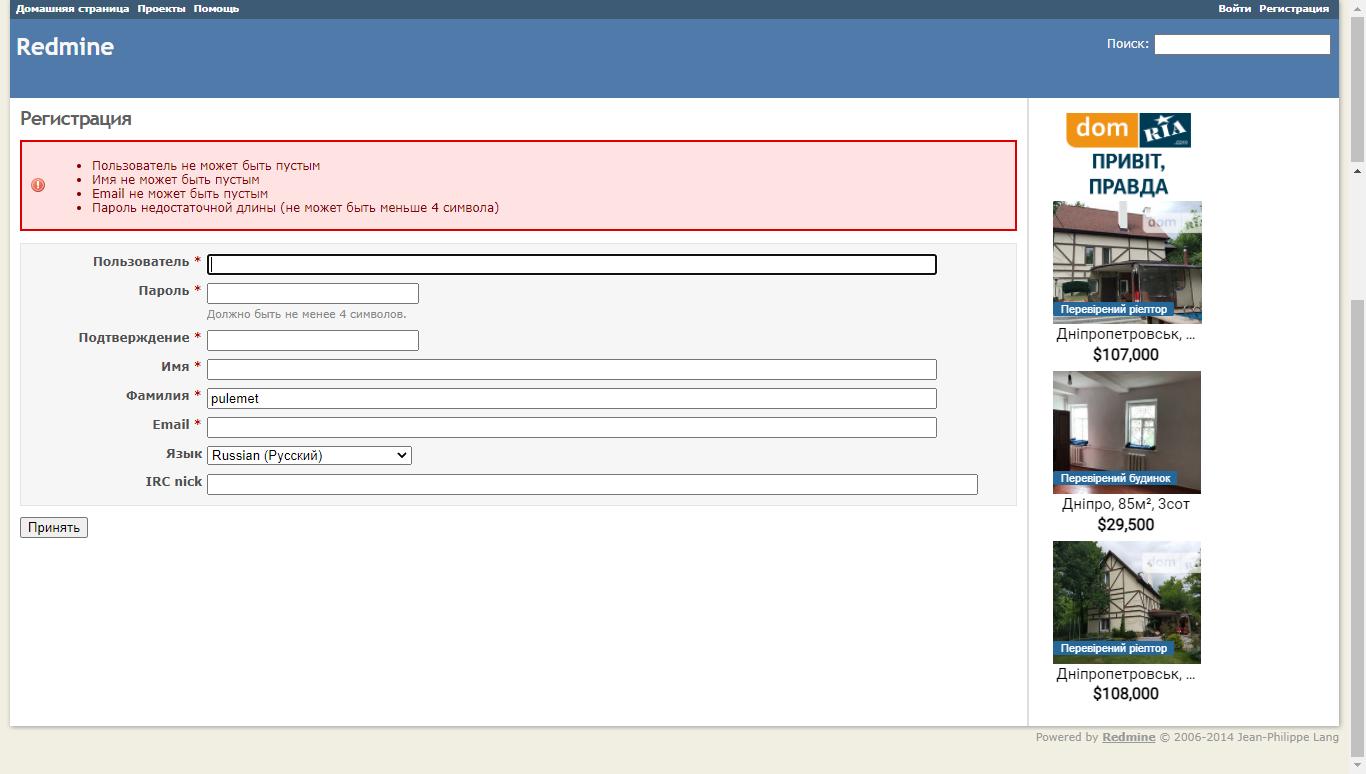 Домашняя страница Проекты Помощь Войти Регистрация
Redmine
Поиск:
Регистрация
Пользователь не может быть пустым
Имя не может быть пустым
Email не может быть пустым
Пароль недостаточной длины (не может быть меньше 4 символа)
Пользователь *
Пароль *
Должно быть не менее 4 символов.
Подтверждение *
Имя *
Фамилия * pulemet
Email *
Язык Russian (Русский)
IRC nick
Принять
dom RIA
.com
ПРИВІТ,
ПРАВДА
dom RIA
Перевірений ріелтор
Дніпропетровськ, ...
$107,000
Перевірений будинок
Дніпро, 85м², 3сот
$29,500
dom
Перевірений ріелтор
Дніпропетровськ, ...
$108,000
Powered by Redmine © 2006-2014 Jean-Philippe Lang